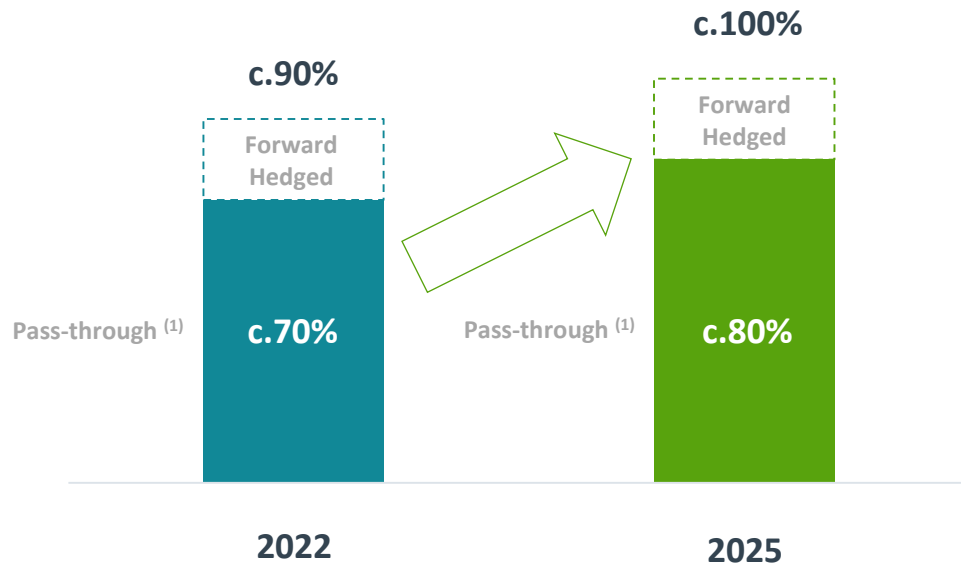 c.90%
Forward
Hedged
Pass-through (1)
c.70%
2022
c.100%
Forward
Hedged
Pass-through (1)
c.80%
2025